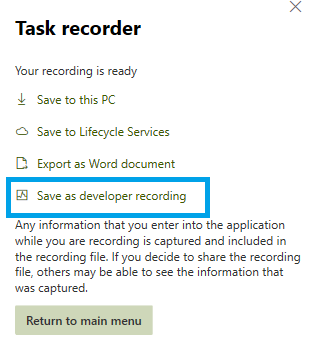 Task recorder
Your recording is ready
Save to this PC
Save to Lifecycle Services
Export as Word document
Save as developer recording
Any information that you enter into the application
while you are recording is captured and included in
the recording file. If you decide to share the recording
file, others may be able to see the information that
was captured.
Return to main menu